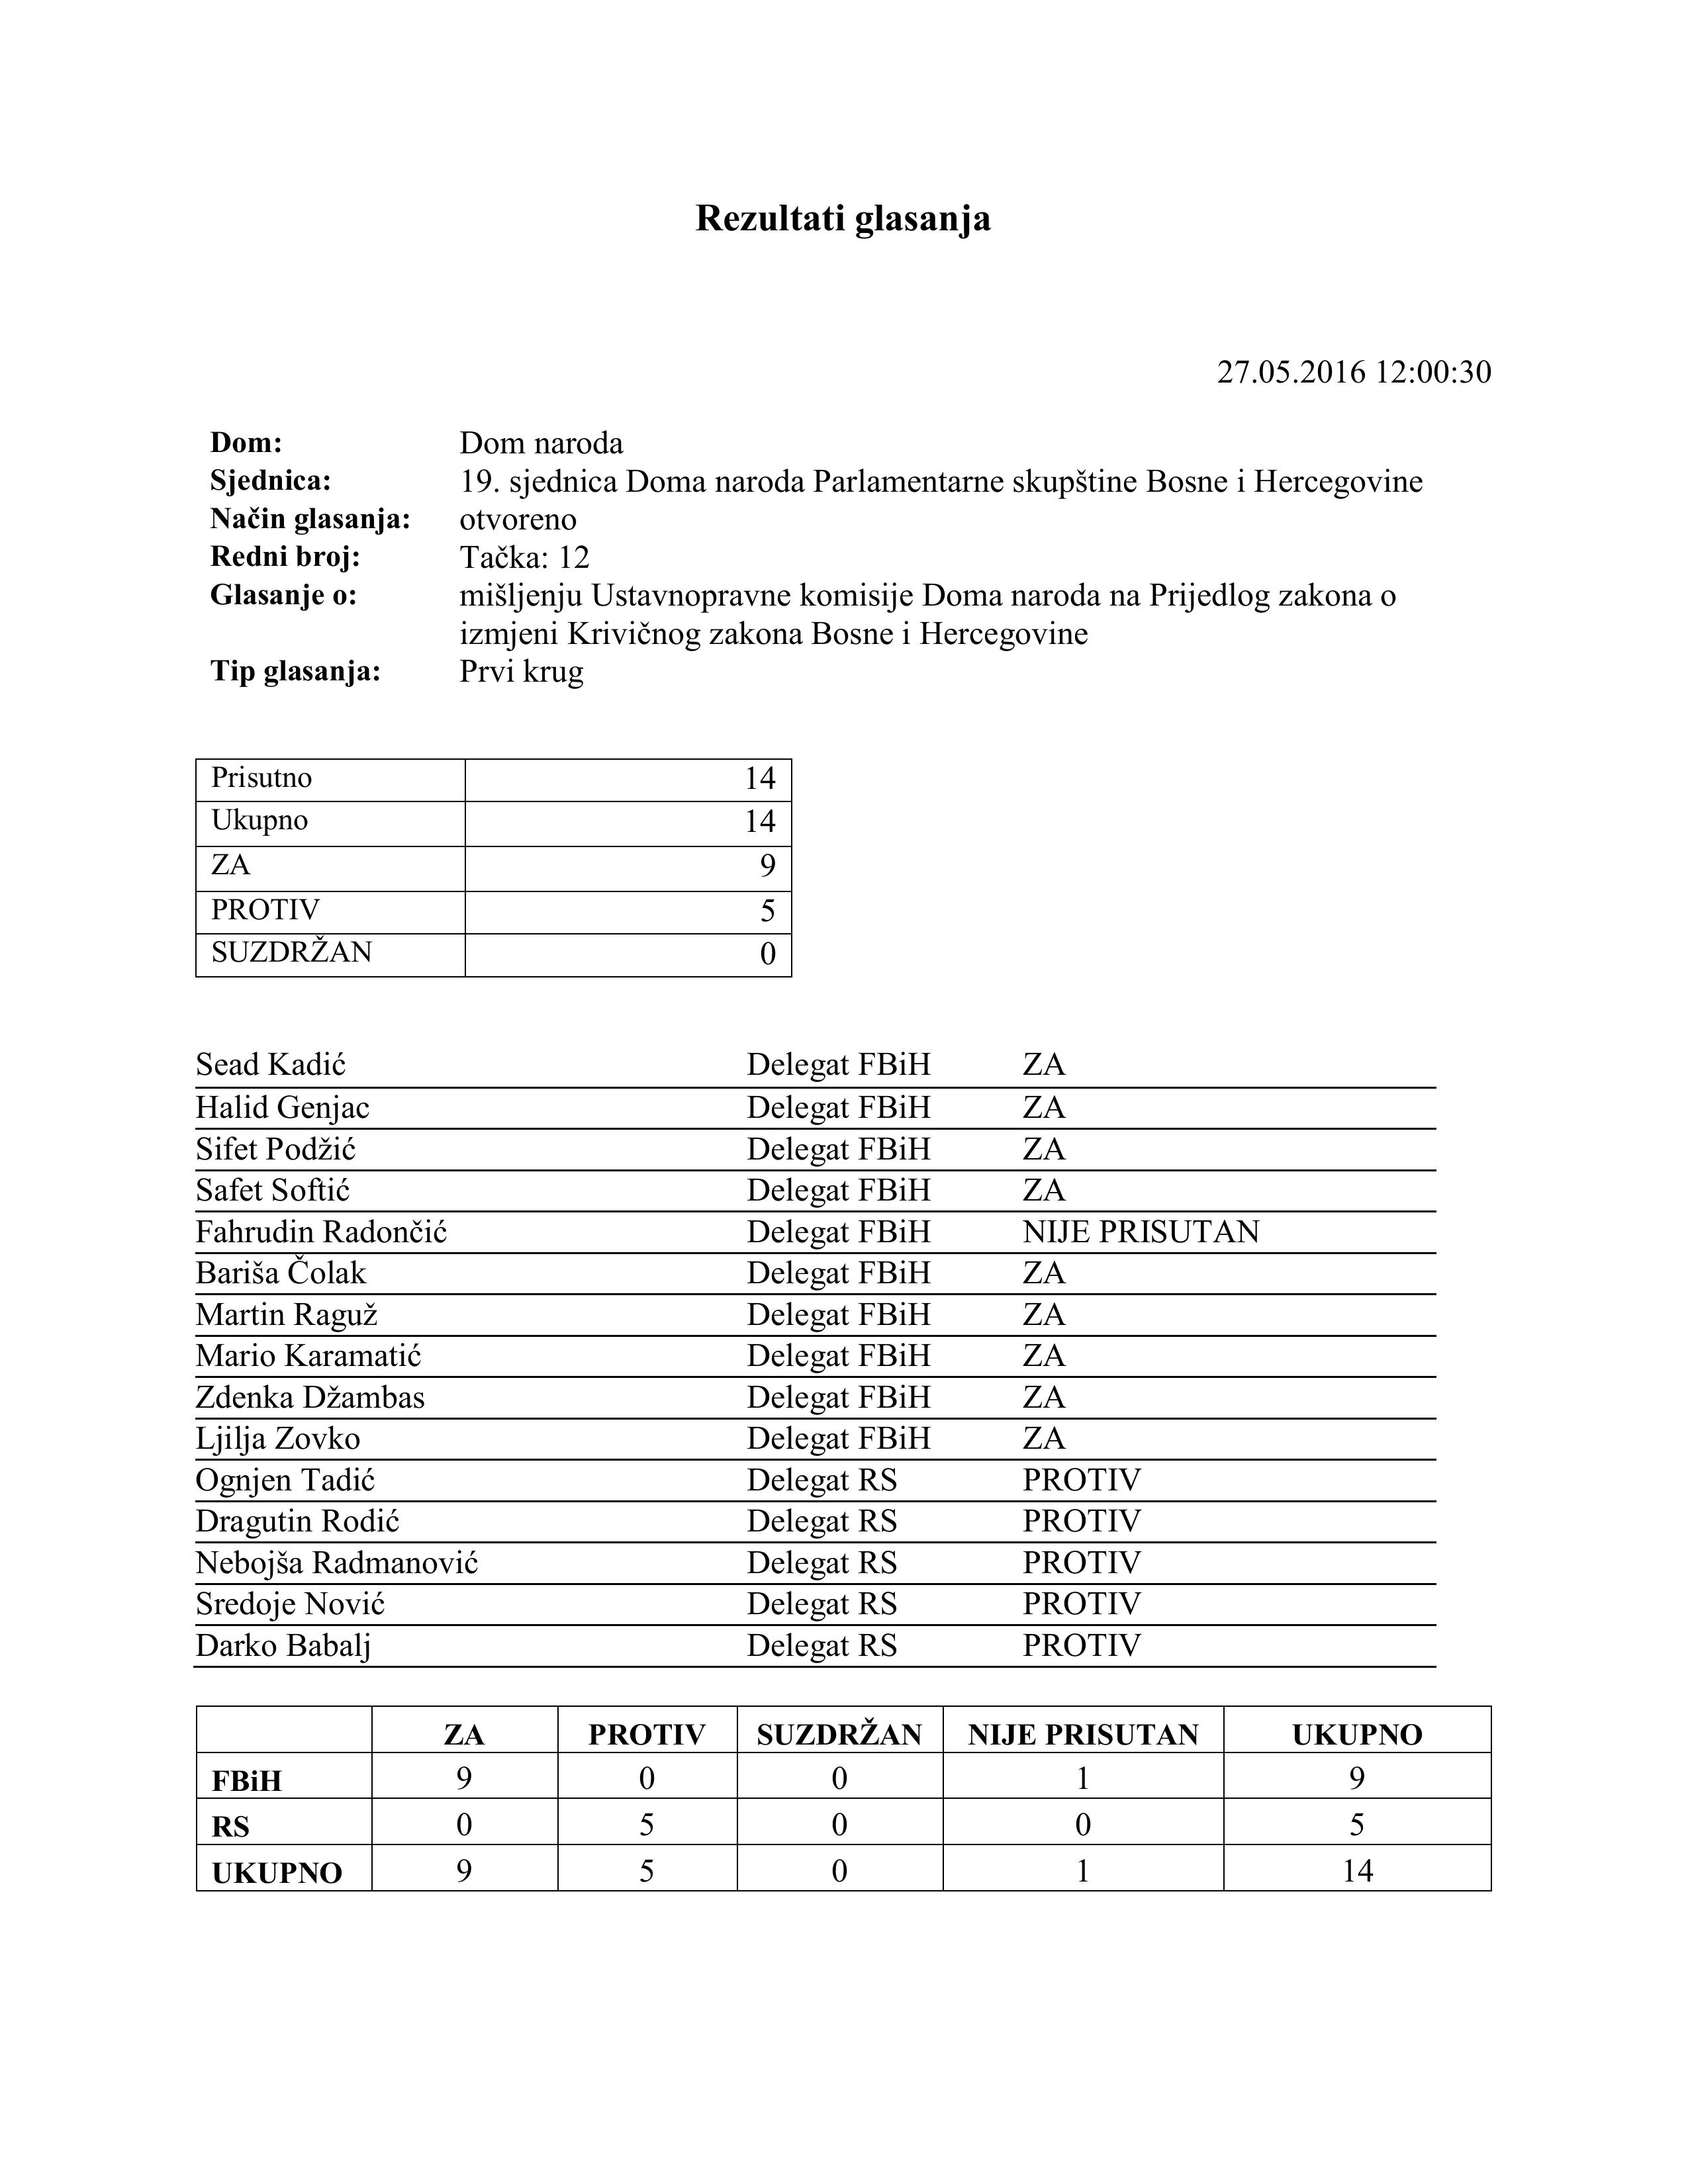 Rezultati glasanja
27.05.2016 12:00:30
Dom: Dom naroda
Sjednica: 19. sjednica Doma naroda Parlamentarne skupštine Bosne i Hercegovine
Način glasanja: otvoreno
Redni broj: Tačka: 12
Glasanje o: mišljenju Ustavnopravne komisije Doma naroda na Prijedlog zakona o
izmjeni Krivičnog zakona Bosne i Hercegovine
Tip glasanja: Prvi krug
Prisutno 14
Ukupno 14
ZA 9
PROTIV 5
SUZDRŽAN 0
Sead Kadić Delegat FBiH ZA
Halid Genjac Delegat FBiH ZA
Sifet Podžić Delegat FBiH ZA
Safet Softić Delegat FBiH ZA
Fahrudin Radončić Delegat FBiH NIJE PRISUTAN
Bariša Čolak Delegat FBiH ZA
Martin Raguž Delegat FBiH ZA
Mario Karamatić Delegat FBiH ZA
Zdenka Džambas Delegat FBiH ZA
Ljilja Zovko Delegat FBiH ZA
Ognjen Tadić Delegat RS PROTIV
Dragutin Rodić Delegat RS PROTIV
Nebojša Radmanović Delegat RS PROTIV
Sredoje Nović Delegat RS PROTIV
Darko Babalj Delegat RS PROTIV
ZA PROTIV SUZDRŽAN NIJE PRISUTAN UKUPNO
FBiH 9 0 0 1 9
RS 0 5 0 0 5
UKUPNO 9 5 0 1 14